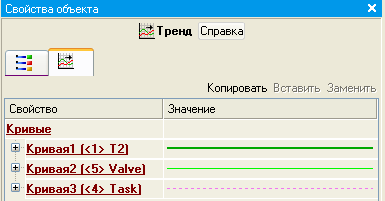 Свойства объекта
Тренд Справка
Копировать Вставить Заменить
Свойство Значение
Кривые
Кривая1 (<1> T2)
Кривая2 (<5> Valve)
Кривая3 (<4> Task)